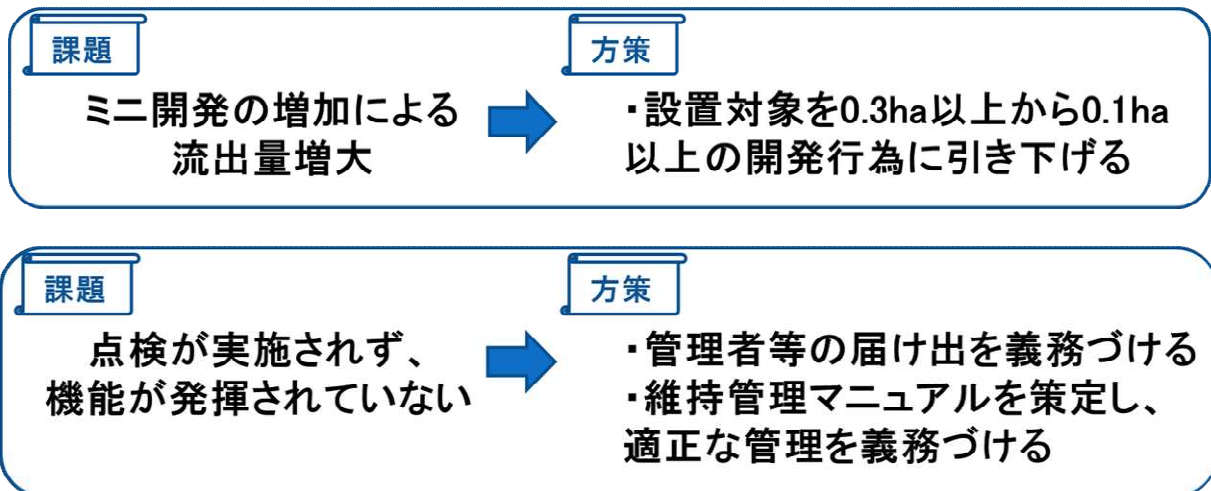 課題
ミニ開発の増加による
流出量増大
方策
・設置対象を0.3ha以上から0.1ha
以上の開発行為に引き下げる
課題
点検が実施されず、
機能が発揮されていない
方策
・管理者等の届け出を義務づける
・維持管理マニュアルを策定し、
適正な管理を義務づける